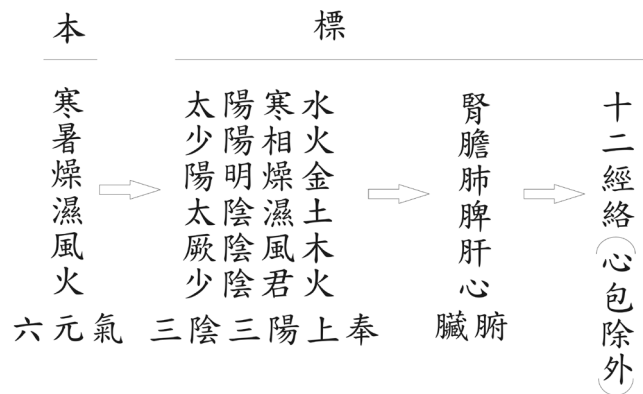 本
標
寒
暑
燥
濕
風
火
六元氣
太陽寒水
少陽相火
陽明燥金
太陰濕土
厥陰風木
少陰君火
三陰三陽上奉
腎
膽
肺
脾
肝
心
臟腑
十二經絡(心包除外)